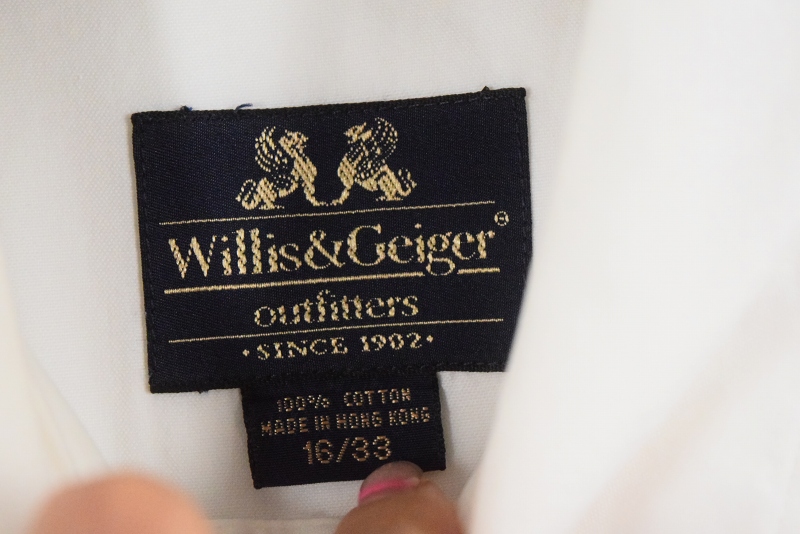 Willis&Geiger®
outfitters
·SINCE 1902·
100% COTTON
MADE IN HONG KONG
16/33